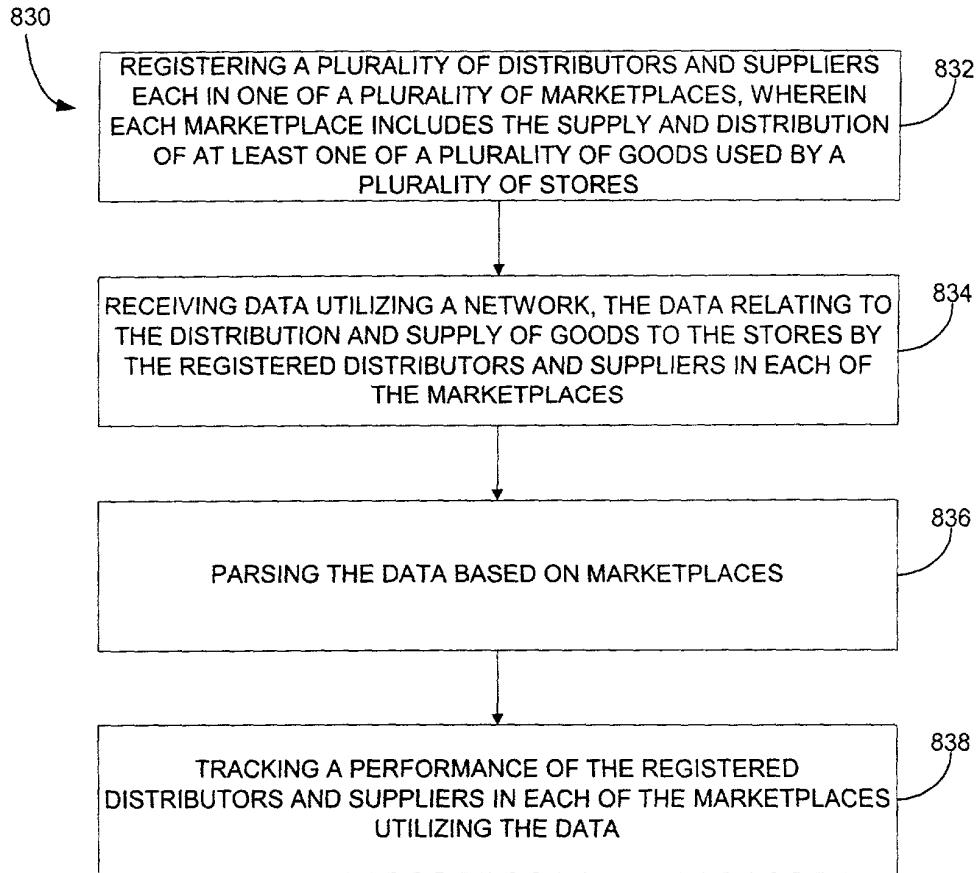 830
REGISTERING A PLURALITY OF DISTRIBUTORS AND SUPPLIERS
EACH IN ONE OF A PLURALITY OF MARKETPLACES, WHEREIN
EACH MARKETPLACE INCLUDES THE SUPPLY AND DISTRIBUTION
OF AT LEAST ONE OF A PLURALITY OF GOODS USED BY A
PLURALITY OF STORES
832
RECEIVING DATA UTILIZING A NETWORK, THE DATA RELATING TO
THE DISTRIBUTION AND SUPPLY OF GOODS TO THE STORES BY
THE REGISTERED DISTRIBUTORS AND SUPPLIERS IN EACH OF
THE MARKETPLACES
834
PARSING THE DATA BASED ON MARKETPLACES
836
TRACKING A PERFORMANCE OF THE REGISTERED
DISTRIBUTORS AND SUPPLIERS IN EACH OF THE MARKETPLACES
UTILIZING THE DATA
838